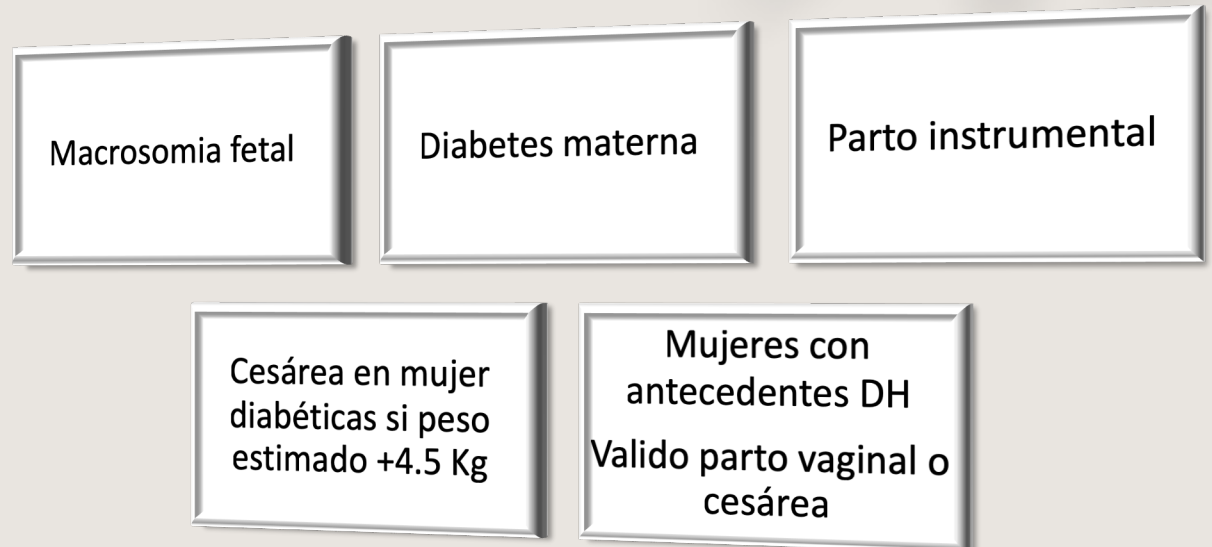 Macrosomia fetal
Diabetes materna
Parto instrumental
Cesárea en mujer
diabéticas si peso
estimado +4.5 Kg
Mujeres con
antecedentes DH
Valido parto vaginal o
cesárea